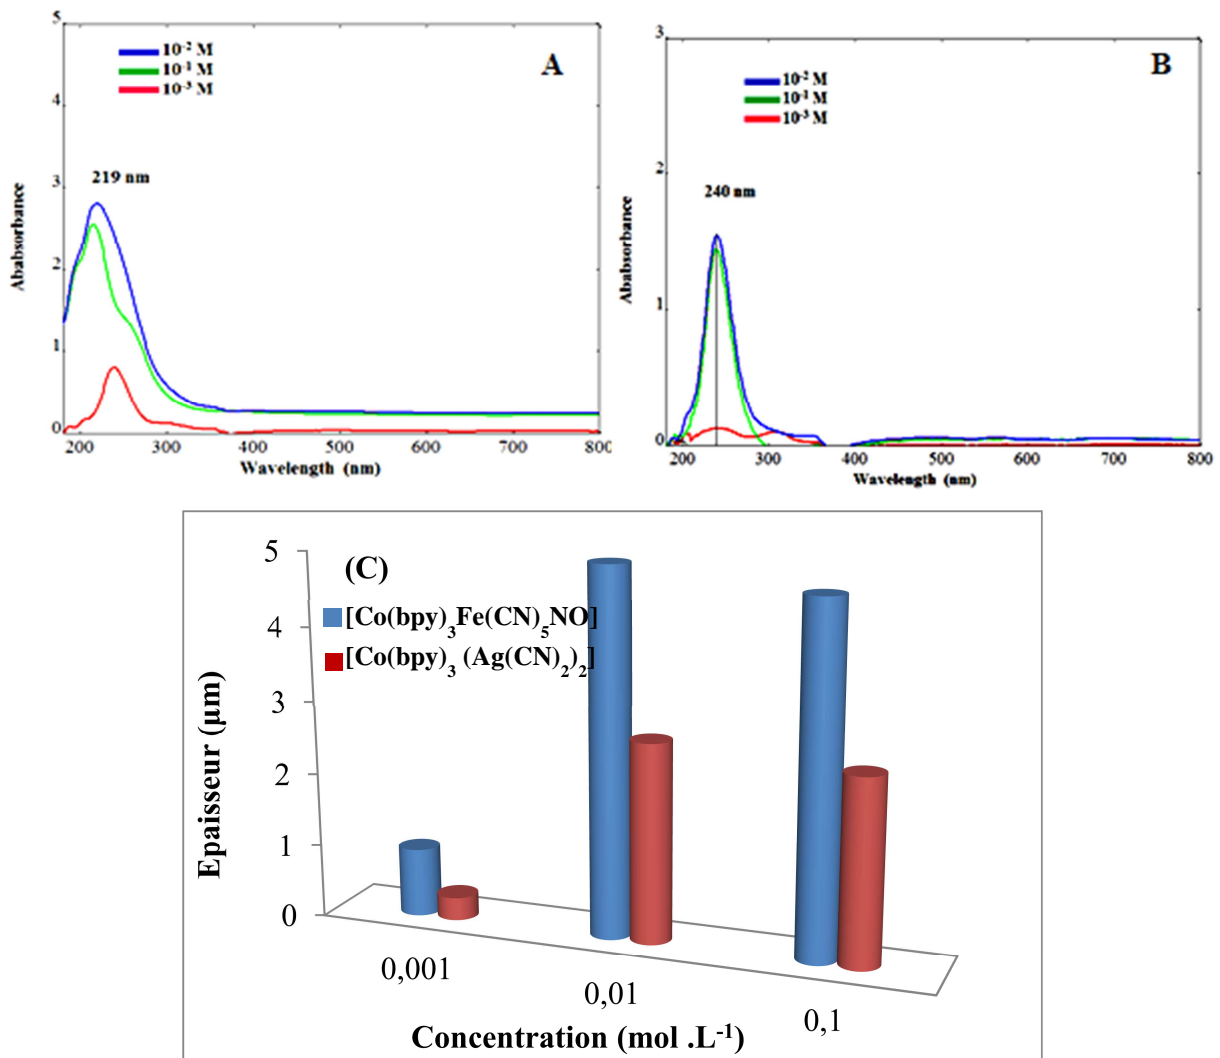 5
10⁻² M
10⁻¹ M
10⁻³ M
A
4
219 nm
3
2
1
0
Ababsorbance
200 300 400 500 600 700 800
Wavelength (nm)
3
10⁻² M
10⁻¹ M
10⁻³ M
B
2
240 nm
1
0
Ababsorbance
200 300 400 500 600 700 800
Wavelength (nm)
(C)
[Co(bpy)₃Fe(CN)₅NO]
[Co(bpy)₃ (Ag(CN)₂)₂]
5
4
3
2
1
0
Epaisseur (µm)
0,001
0,01
0,1
Concentration (mol .L⁻¹)